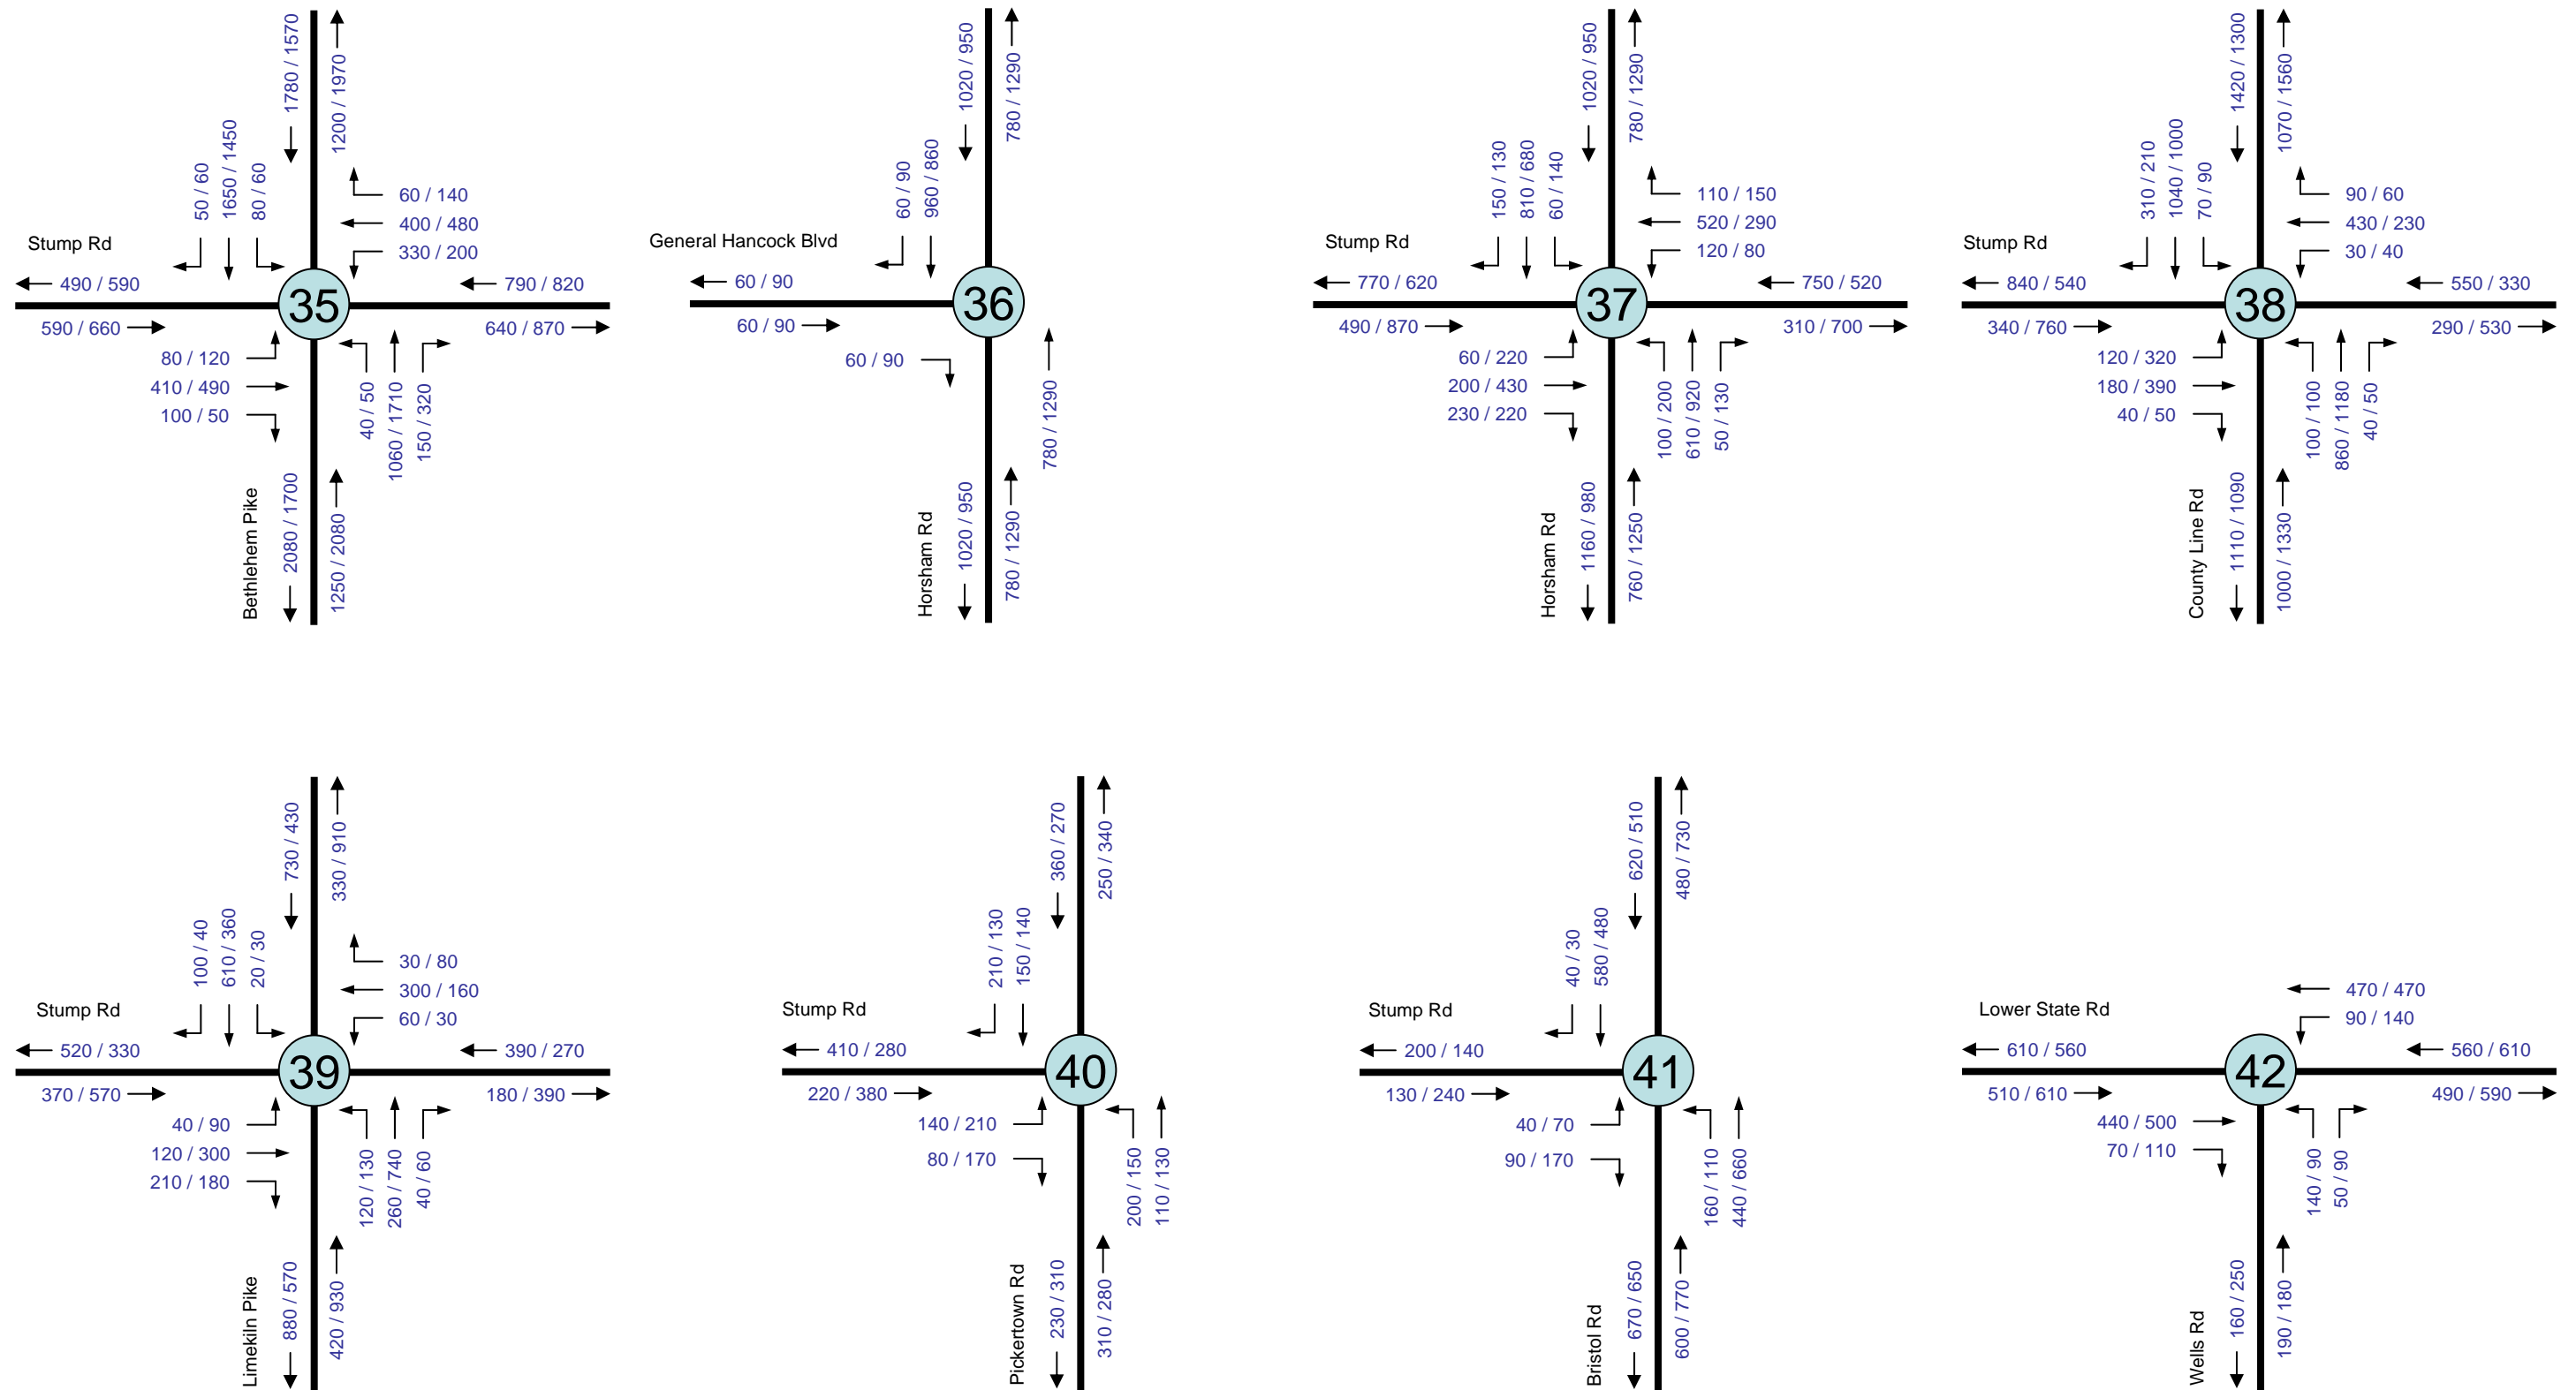 1780 / 1570
1200 / 1970
50 / 60
1650 / 1450
80 / 60
60 / 140
400 / 480
330 / 200
Stump Rd
490 / 590
790 / 820
35
590 / 660
640 / 870
80 / 120
410 / 490
100 / 50
40 / 50
1060 / 1710
150 / 320
Bethlehem Pike
2080 / 1700
1250 / 2080
1020 / 950
780 / 1290
60 / 90
960 / 860
General Hancock Blvd
60 / 90
36
60 / 90
60 / 90
780 / 1290
Horsham Rd
1020 / 950
780 / 1290
1020 / 950
780 / 1290
150 / 130
810 / 680
60 / 140
110 / 150
520 / 290
120 / 80
Stump Rd
770 / 620
750 / 520
37
490 / 870
310 / 700
60 / 220
200 / 430
230 / 220
100 / 200
610 / 920
50 / 130
Horsham Rd
1160 / 980
760 / 1250
1420 / 1300
1070 / 1560
310 / 210
1040 / 1000
70 / 90
90 / 60
430 / 230
30 / 40
Stump Rd
840 / 540
550 / 330
38
340 / 760
290 / 530
120 / 320
180 / 390
40 / 50
100 / 100
860 / 1180
40 / 50
County Line Rd
1110 / 1090
1000 / 1330
730 / 430
330 / 910
100 / 40
610 / 360
20 / 30
30 / 80
300 / 160
60 / 30
Stump Rd
520 / 330
390 / 270
39
370 / 570
180 / 390
40 / 90
120 / 300
210 / 180
120 / 130
260 / 740
40 / 60
Limekiln Pike
880 / 570
420 / 930
360 / 270
250 / 340
210 / 130
150 / 140
Stump Rd
410 / 280
40
220 / 380
140 / 210
80 / 170
200 / 150
110 / 130
Pickertown Rd
230 / 310
310 / 280
620 / 510
480 / 730
40 / 30
580 / 480
Stump Rd
200 / 140
41
130 / 240
40 / 70
90 / 170
160 / 110
440 / 660
Bristol Rd
670 / 650
600 / 770
470 / 470
90 / 140
Lower State Rd
610 / 560
560 / 610
42
510 / 610
490 / 590
440 / 500
70 / 110
140 / 90
50 / 90
Wells Rd
160 / 250
190 / 180